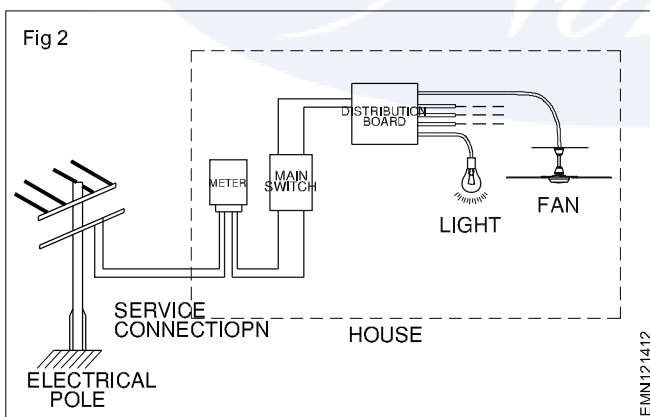 Fig 2
DISTRIBUTION
BOARD
METER
MAIN
SWITCH
LIGHT
FAN
SERVICE
CONNECTIOPN
HOUSE
ELECTRICAL
POLE
EMN121412